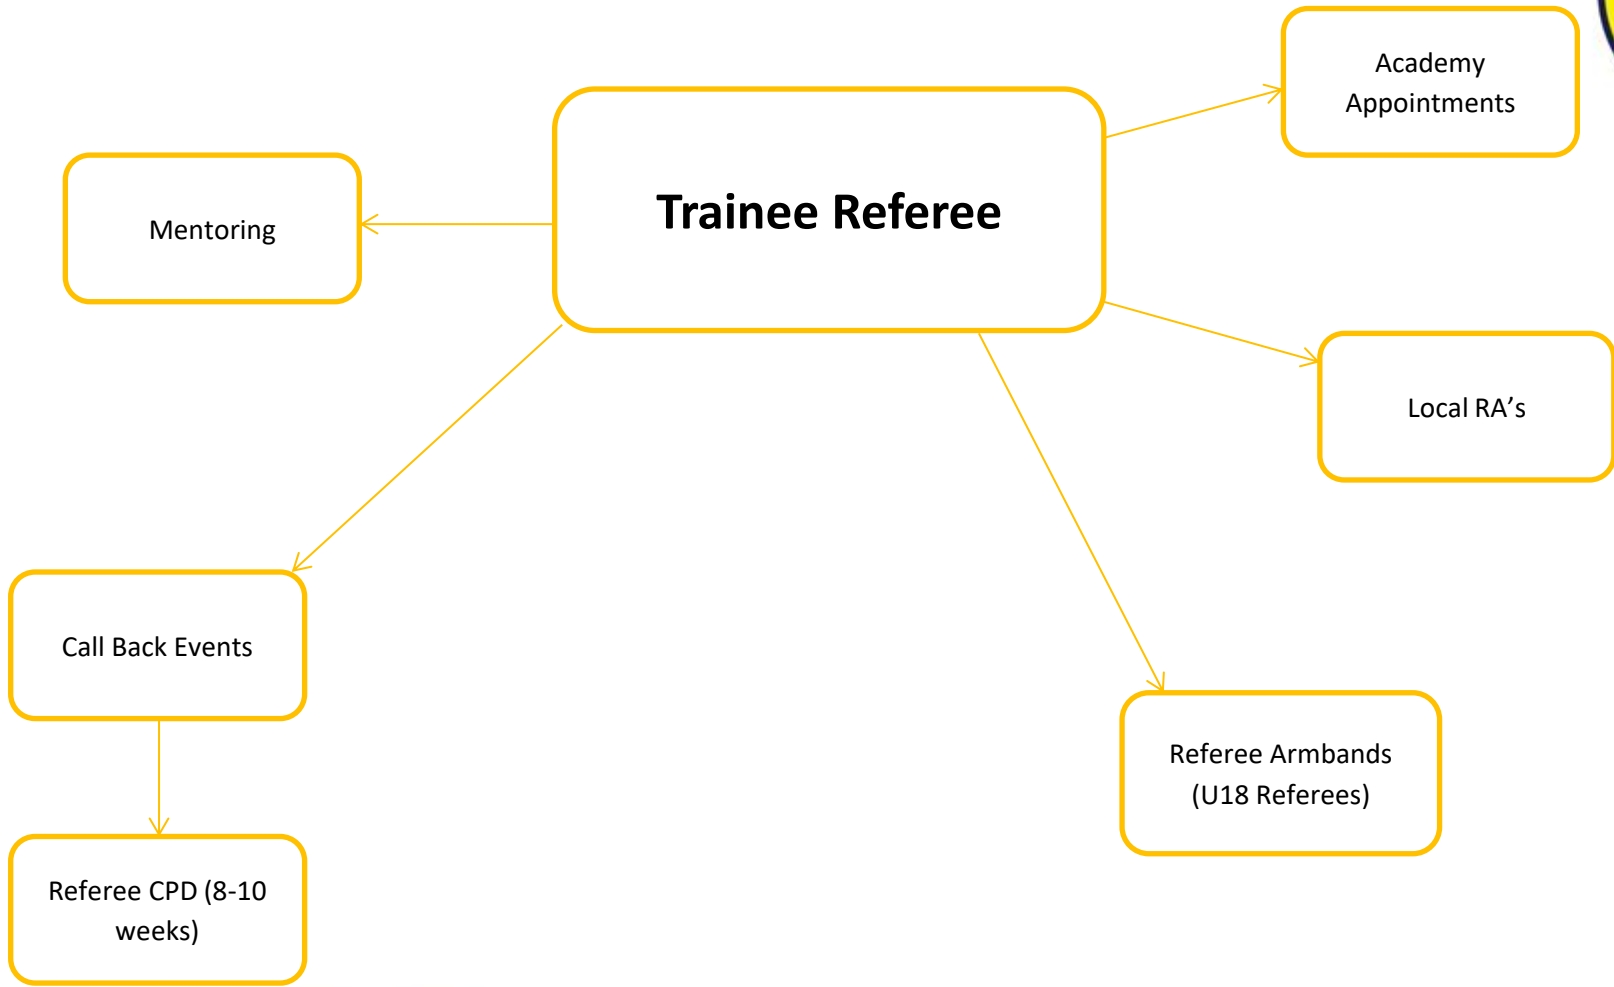 Academy
Appointments
Trainee Referee
Mentoring
Local RA’s
Call Back Events
Referee Armbands
(U18 Referees)
Referee CPD (8-10
weeks)